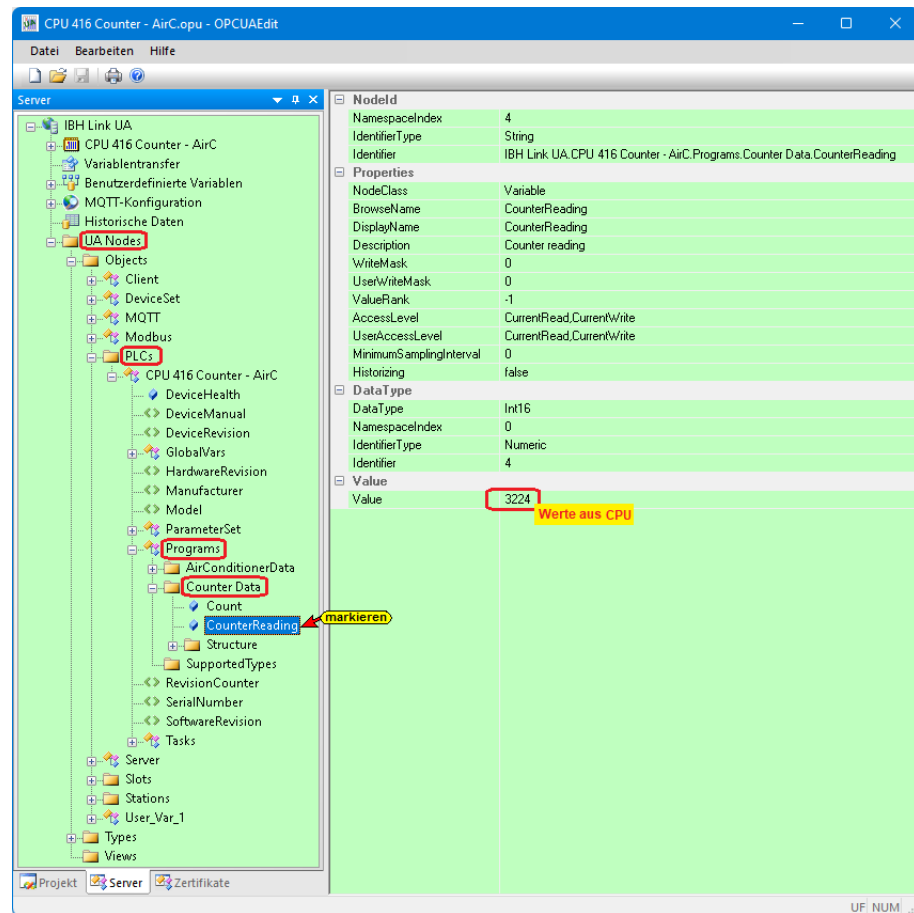 CPU 416 Counter - AirC.opu - OPCUAEdit
Datei Bearbeiten Hilfe
Server
IBH Link UA
CPU 416 Counter - AirC
Variablentransfer
Benutzerdefinierte Variablen
MQTT-Konfiguration
Historische Daten
UA Nodes
Objects
Client
DeviceSet
MQTT
Modbus
PLCs
CPU 416 Counter - AirC
DeviceHealth
DeviceManual
DeviceRevision
GlobalVars
HardwareRevision
Manufacturer
Model
ParameterSet
Programs
AirConditionerData
Counter Data
Count
CounterReading
markieren
Structure
SupportedTypes
RevisionCounter
SerialNumber
SoftwareRevision
Tasks
Server
Slots
Stations
User_Var_1
Types
Views
Projekt Server Zertifikate
NodeId
NamespaceIndex 4
IdentifierType String
Identifier IBH Link UA.CPU 416 Counter - AirC.Programs.Counter Data.CounterReading
Properties
NodeClass Variable
BrowseName CounterReading
DisplayName CounterReading
Description Counter reading
WriteMask 0
UserWriteMask 0
ValueRank -1
AccessLevel CurrentRead,CurrentWrite
UserAccessLevel CurrentRead,CurrentWrite
MinimumSamplingInterval 0
Historizing false
DataType
DataType Int16
NamespaceIndex 0
IdentifierType Numeric
Identifier 4
Value
Value 3224
Werte aus CPU
UF NUM